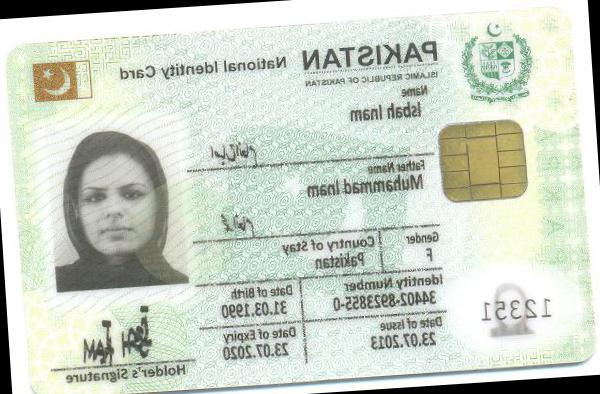 PAKISTAN National Identity Card
ISLAMIC REPUBLIC OF PAKISTAN
Name
Isbah Inam
Father Name
Muhammad Inam
Gender
F
Country of Stay
Pakistan
Identity Number
34402-8923855-0
Date of Birth
31.03.1990
Date of Issue
23.07.2013
Date of Expiry
23.07.2020
12351
Holder's Signature